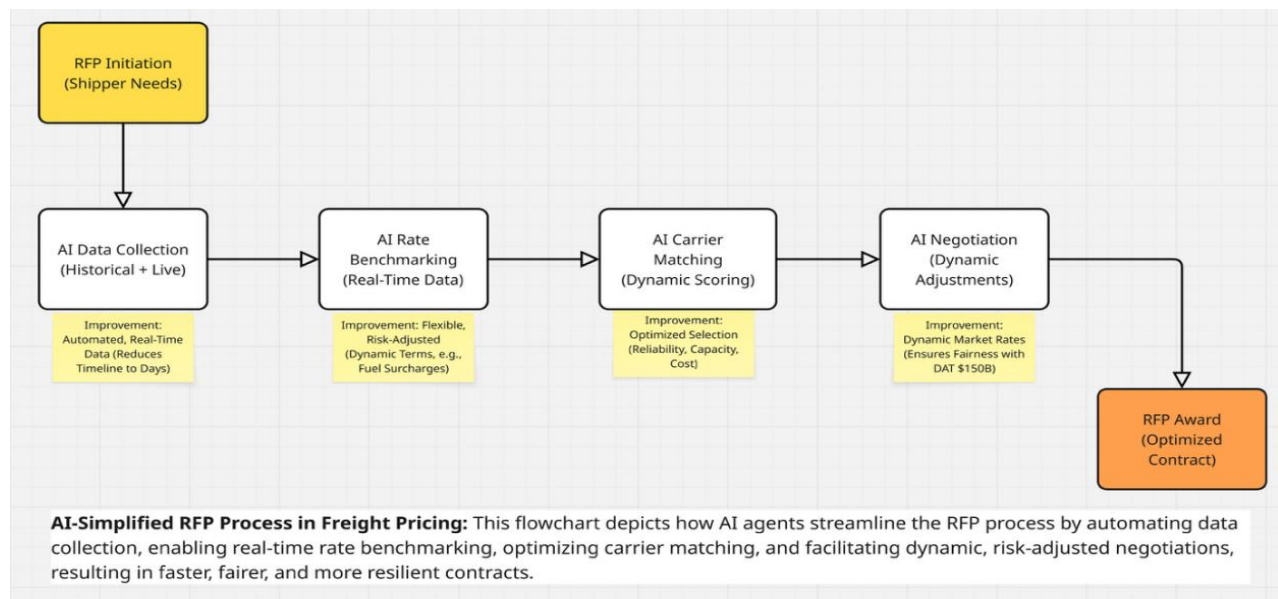 RFP Initiation
(Shipper Needs)
AI Data Collection
(Historical + Live)
AI Rate
Benchmarking
(Real-Time Data)
AI Carrier
Matching
(Dynamic Scoring)
AI Negotiation
(Dynamic
Adjustments)
Improvement:
Automated, Real-Time
Data (Reduces
Timeline to Days)
Improvement: Flexible,
Risk-Adjusted
(Dynamic Terms, e.g.,
Fuel Surcharges)
Improvement:
Optimized Selection
(Reliability, Capacity,
Cost)
Improvement:
Dynamic Market Rates
(Ensures Fairness with
DAT $150B)
RFP Award
(Optimized
Contract)
AI-Simplified RFP Process in Freight Pricing: This flowchart depicts how AI agents streamline the RFP process by automating data
collection, enabling real-time rate benchmarking, optimizing carrier matching, and facilitating dynamic, risk-adjusted negotiations,
resulting in faster, fairer, and more resilient contracts.